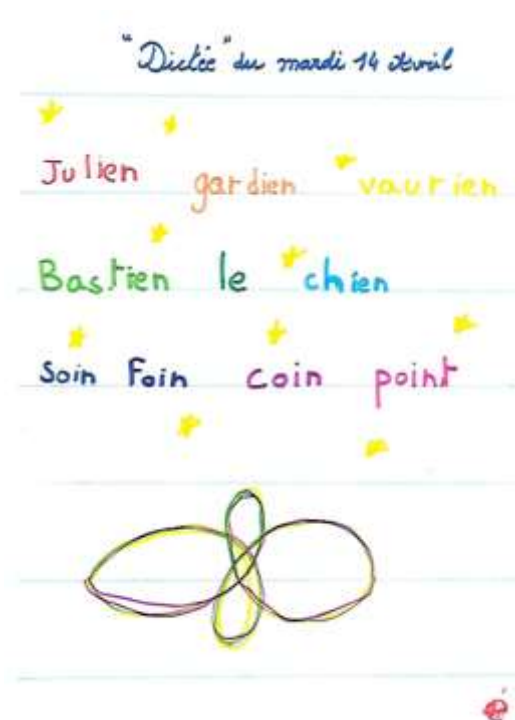 "Dictée" du mardi 14 Avril
Julien gardien vaurien
Bastien le chien
Soin Foin coin point